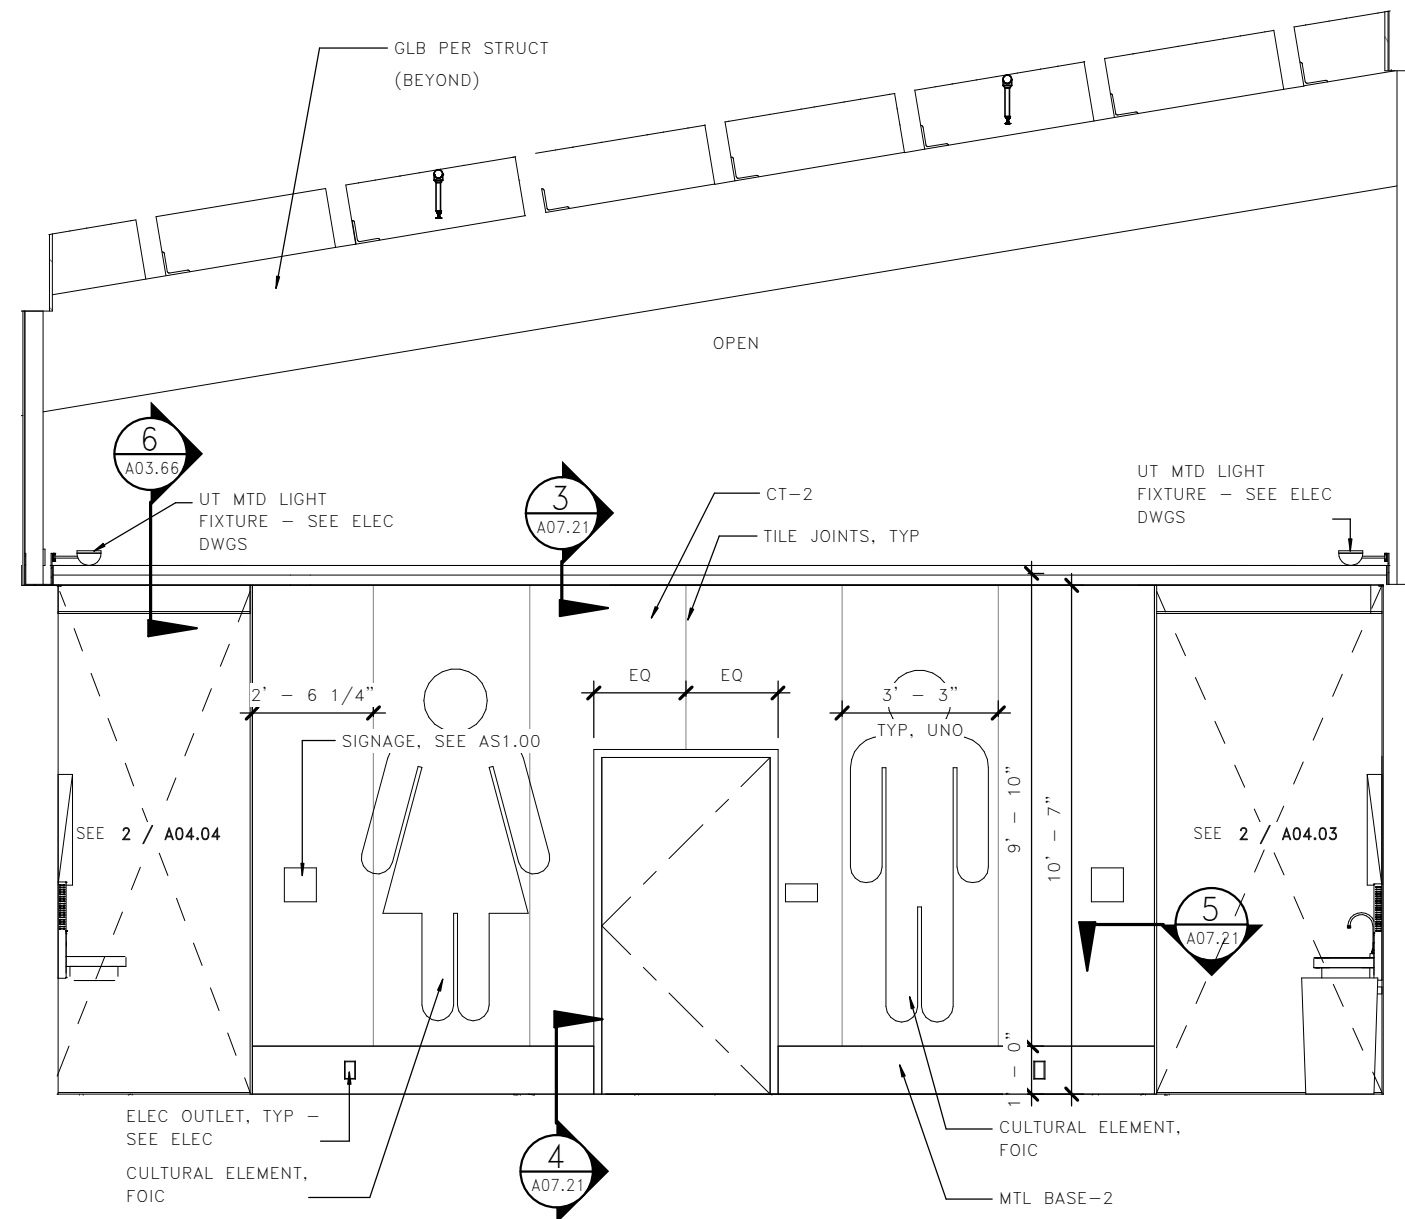 GLB PER STRUCT
(BEYOND)
OPEN
6
A03.66
UT MTD LIGHT
FIXTURE – SEE ELEC
DWGS
3
A07.21
CT–2
TILE JOINTS, TYP
UT MTD LIGHT
FIXTURE – SEE ELEC
DWGS
EQ
EQ
2' – 6 1/4"
3' – 3"
TYP, UNO
SIGNAGE, SEE AS1.00
9' – 10"
10' – 7"
SEE 2 / A04.04
SEE 2 / A04.03
5
A07.21
1' – 0"
ELEC OUTLET, TYP –
SEE ELEC
CULTURAL ELEMENT,
FOIC
4
A07.21
CULTURAL ELEMENT,
FOIC
MTL BASE–2